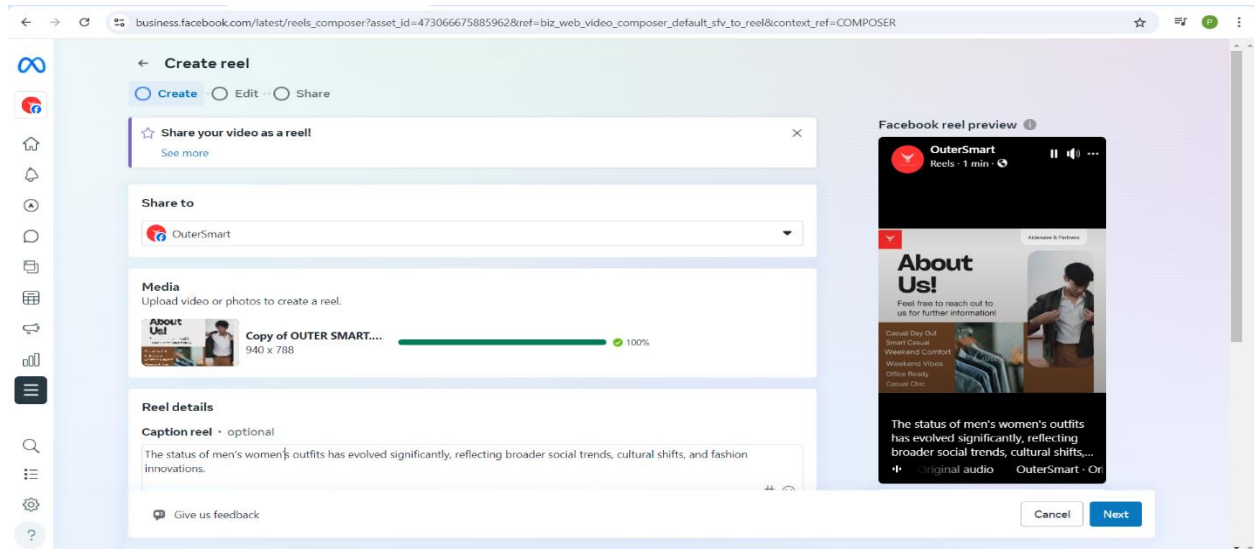 business.facebook.com/latest/reels_composer?asset_id=473066675885962&ref=biz_web_video_composer_default_sfv_to_reel&context_ref=COMPOSER
P
← Create reel
Create
Edit
Share
Share your video as a reel!
See more
Share to
OuterSmart
Media
Upload video or photos to create a reel.
About
Us!
Copy of OUTER SMART....
940 x 788
100%
Reel details
Caption reel • optional
The status of men's women's outfits has evolved significantly, reflecting broader social trends, cultural shifts, and fashion
innovations.
#
Give us feedback
Cancel
Next
Facebook reel preview
OuterSmart
Reels · 1 min ·
About
Us!
Feel free to reach out to
us for further information!
Casual Day Out
Smart Casual
Weekend Comfort
Weekend Vibes
Office Ready
Casual Chic
The status of men's women's outfits
has evolved significantly, reflecting
broader social trends, cultural shifts,...
Original audio OuterSmart · Ori
?